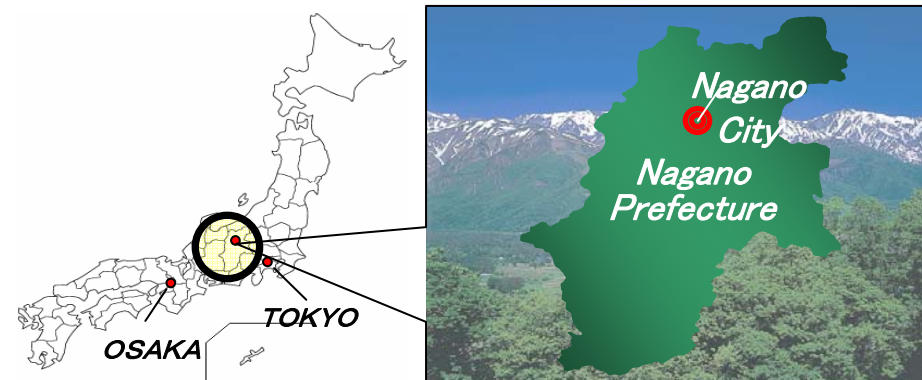 OSAKA
TOKYO
Nagano
City
Nagano
Prefecture